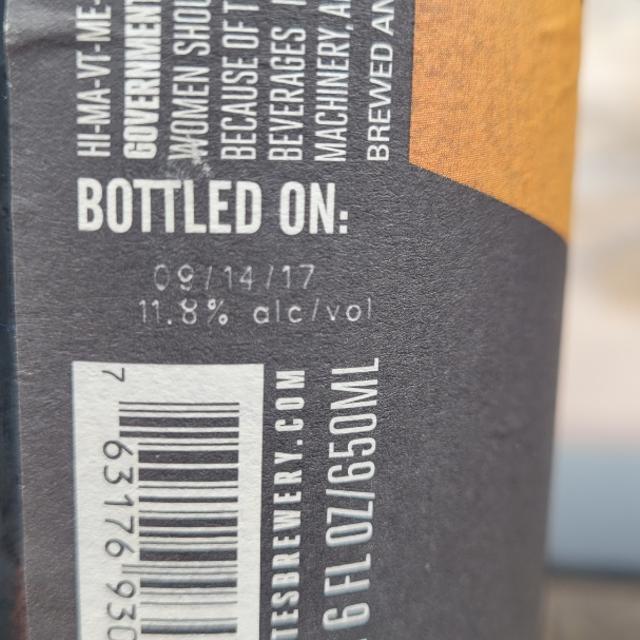 HI-MA-VT-ME-
GOVERNMENT
WOMEN SHOU
BECAUSE OF T
BEVERAGES
MACHINERY, A
BREWED AN
BOTTLED ON:
09/14/17
11.8% alc/vol
7 63176 930
TESBREWERY.COM
6 FL OZ/650ML